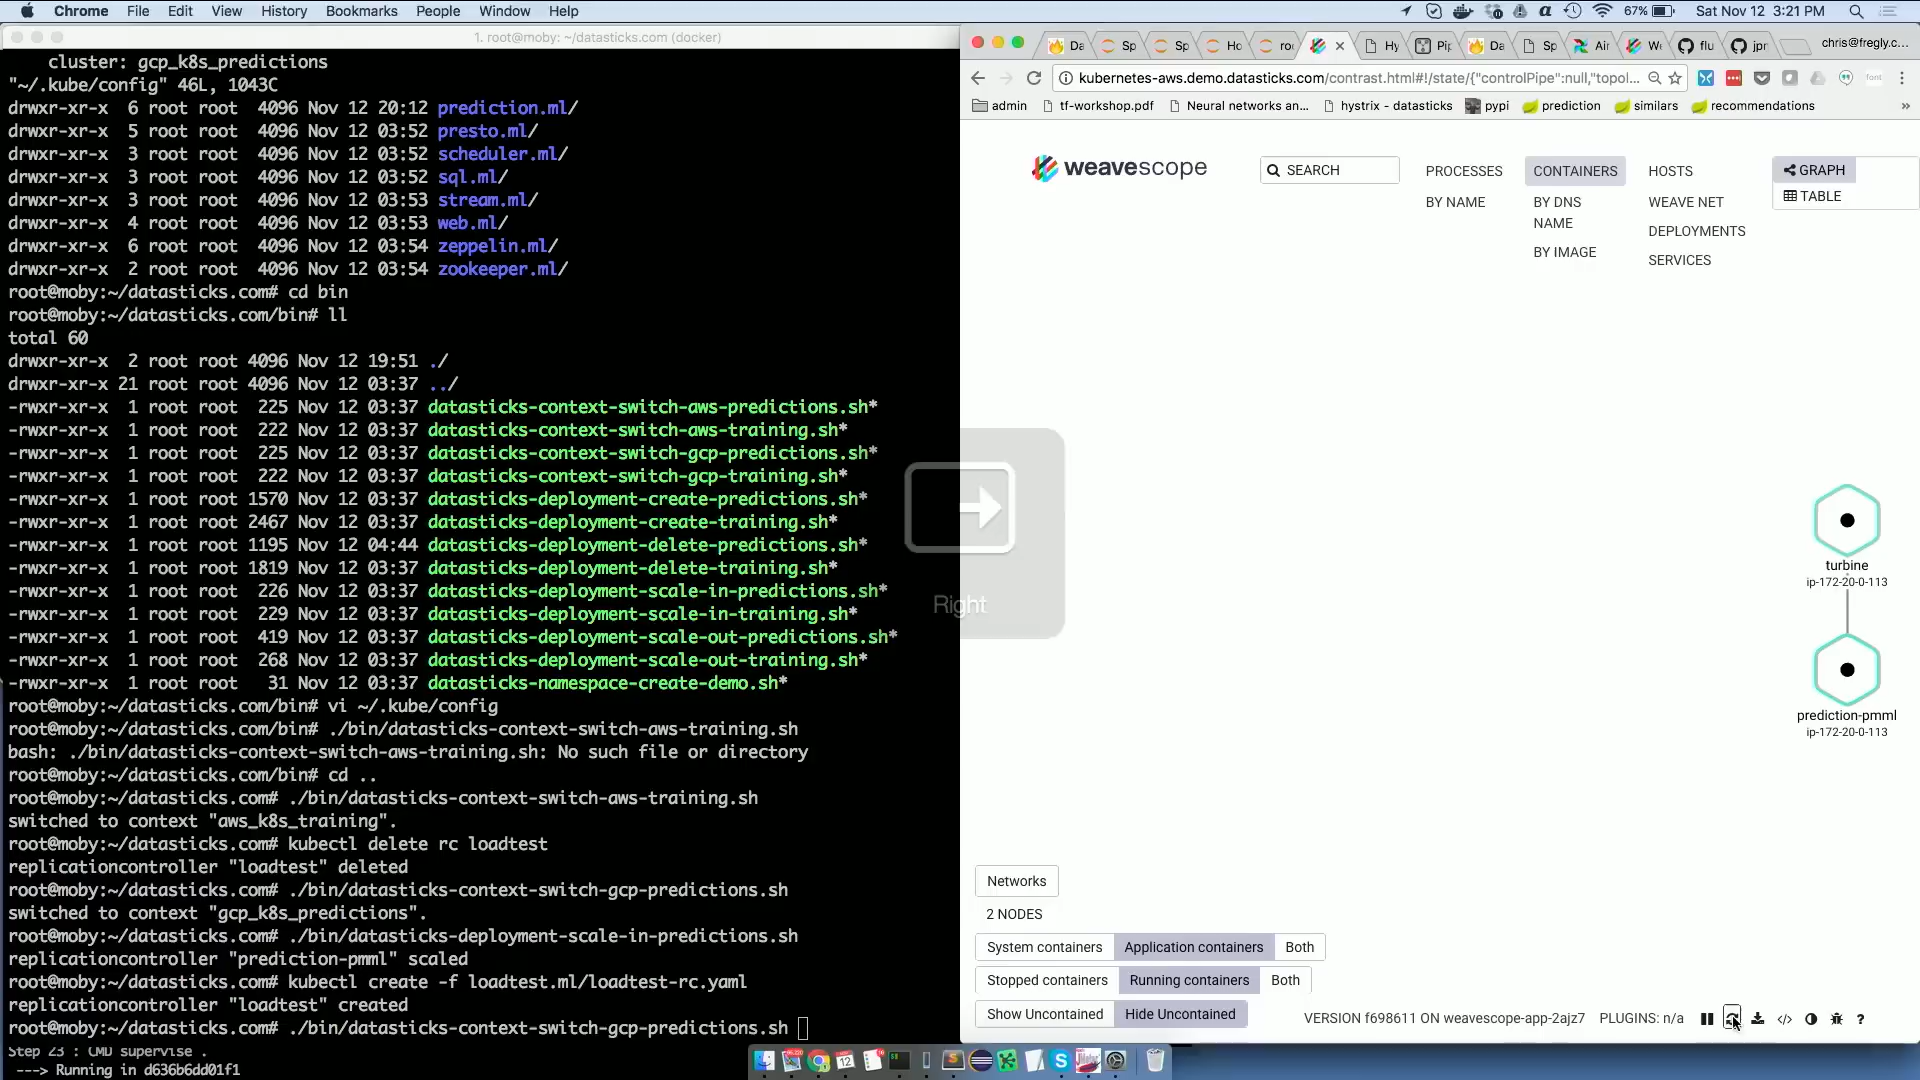 Chrome File Edit View History Bookmarks People Window Help
67% Sat Nov 12 3:21 PM
1. root@moby: ~/datasticks.com (docker)
cluster: gcp_k8s_predictions
"~/.kube/config" 46L, 1043C
drwxr-xr-x 6 root root 4096 Nov 12 20:12 prediction.ml/
drwxr-xr-x 5 root root 4096 Nov 12 03:52 presto.ml/
drwxr-xr-x 3 root root 4096 Nov 12 03:52 scheduler.ml/
drwxr-xr-x 3 root root 4096 Nov 12 03:52 sql.ml/
drwxr-xr-x 3 root root 4096 Nov 12 03:53 stream.ml/
drwxr-xr-x 4 root root 4096 Nov 12 03:53 web.ml/
drwxr-xr-x 6 root root 4096 Nov 12 03:54 zeppelin.ml/
drwxr-xr-x 2 root root 4096 Nov 12 03:54 zookeeper.ml/
root@moby:~/datasticks.com# cd bin
root@moby:~/datasticks.com/bin# ll
total 60
drwxr-xr-x 2 root root 4096 Nov 12 19:51 ./
drwxr-xr-x 21 root root 4096 Nov 12 03:37 ../
-rwxr-xr-x 1 root root 225 Nov 12 03:37 datasticks-context-switch-aws-predictions.sh*
-rwxr-xr-x 1 root root 222 Nov 12 03:37 datasticks-context-switch-aws-training.sh*
-rwxr-xr-x 1 root root 225 Nov 12 03:37 datasticks-context-switch-gcp-predictions.sh*
-rwxr-xr-x 1 root root 222 Nov 12 03:37 datasticks-context-switch-gcp-training.sh*
-rwxr-xr-x 1 root root 1570 Nov 12 03:37 datasticks-deployment-create-predictions.sh*
-rwxr-xr-x 1 root root 2467 Nov 12 03:37 datasticks-deployment-create-training.sh*
-rwxr-xr-x 1 root root 1195 Nov 12 04:44 datasticks-deployment-delete-predictions.sh*
-rwxr-xr-x 1 root root 1819 Nov 12 03:37 datasticks-deployment-delete-training.sh*
-rwxr-xr-x 1 root root 226 Nov 12 03:37 datasticks-deployment-scale-in-predictions.sh*
-rwxr-xr-x 1 root root 229 Nov 12 03:37 datasticks-deployment-scale-in-training.sh*
-rwxr-xr-x 1 root root 419 Nov 12 03:37 datasticks-deployment-scale-out-predictions.sh*
-rwxr-xr-x 1 root root 268 Nov 12 03:37 datasticks-deployment-scale-out-training.sh*
-rwxr-xr-x 1 root root 31 Nov 12 03:37 datasticks-namespace-create-demo.sh*
root@moby:~/datasticks.com/bin# vi ~/.kube/config
root@moby:~/datasticks.com/bin# ./bin/datasticks-context-switch-aws-training.sh
bash: ./bin/datasticks-context-switch-aws-training.sh: No such file or directory
root@moby:~/datasticks.com/bin# cd ..
root@moby:~/datasticks.com# ./bin/datasticks-context-switch-aws-training.sh
switched to context "aws_k8s_training".
root@moby:~/datasticks.com# kubectl delete rc loadtest
replicationcontroller "loadtest" deleted
root@moby:~/datasticks.com# ./bin/datasticks-context-switch-gcp-predictions.sh
switched to context "gcp_k8s_predictions".
root@moby:~/datasticks.com# ./bin/datasticks-deployment-scale-in-predictions.sh
replicationcontroller "prediction-pmml" scaled
root@moby:~/datasticks.com# kubectl create -f loadtest.ml/loadtest-rc.yaml
replicationcontroller "loadtest" created
root@moby:~/datasticks.com# ./bin/datasticks-context-switch-gcp-predictions.sh
Step 23 : CMD supervise .
---> Running in d636b6dd01f1
Right
Da Sp Sp Ho roo Hy Pip Da Sp Air We flu jpr chris@fregly.c...
kubernetes-aws.demo.datasticks.com/contrast.html#!/state/{"controlPipe":null,"topol...
admin tf-workshop.pdf Neural networks an... hystrix - datasticks pypi prediction similars recommendations »
weavescope
SEARCH
PROCESSES
BY NAME
CONTAINERS
BY DNS
NAME
BY IMAGE
HOSTS
WEAVE NET
DEPLOYMENTS
SERVICES
GRAPH
TABLE
turbine
ip-172-20-0-113
prediction-pmml
ip-172-20-0-113
Networks
2 NODES
System containers Application containers Both
Stopped containers Running containers Both
Show Uncontained Hide Uncontained
VERSION f698611 ON weavescope-app-2ajz7 PLUGINS: n/a